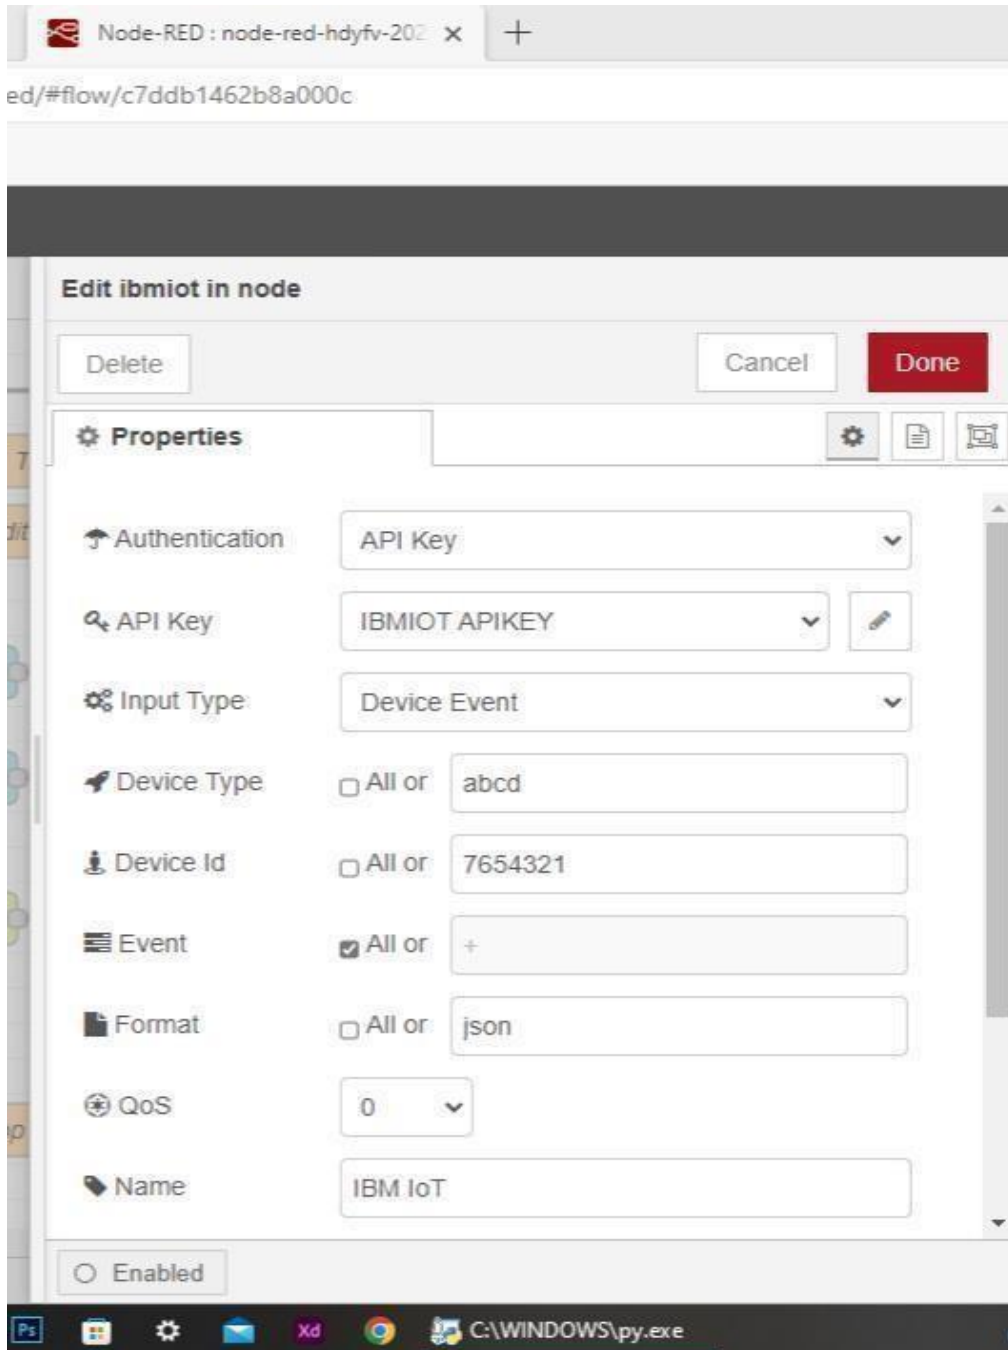 Node-RED : node-red-hdyfv-202
ed/#flow/c7ddb1462b8a000c
Edit ibmiot in node
Delete
Cancel
Done
Properties
Authentication
API Key
API Key
IBMIOT APIKEY
Input Type
Device Event
Device Type
All or
abcd
Device Id
All or
7654321
Event
All or
+
Format
All or
json
QoS
0
Name
IBM IoT
Enabled
Ps
Xd
C:\WINDOWS\py.exe